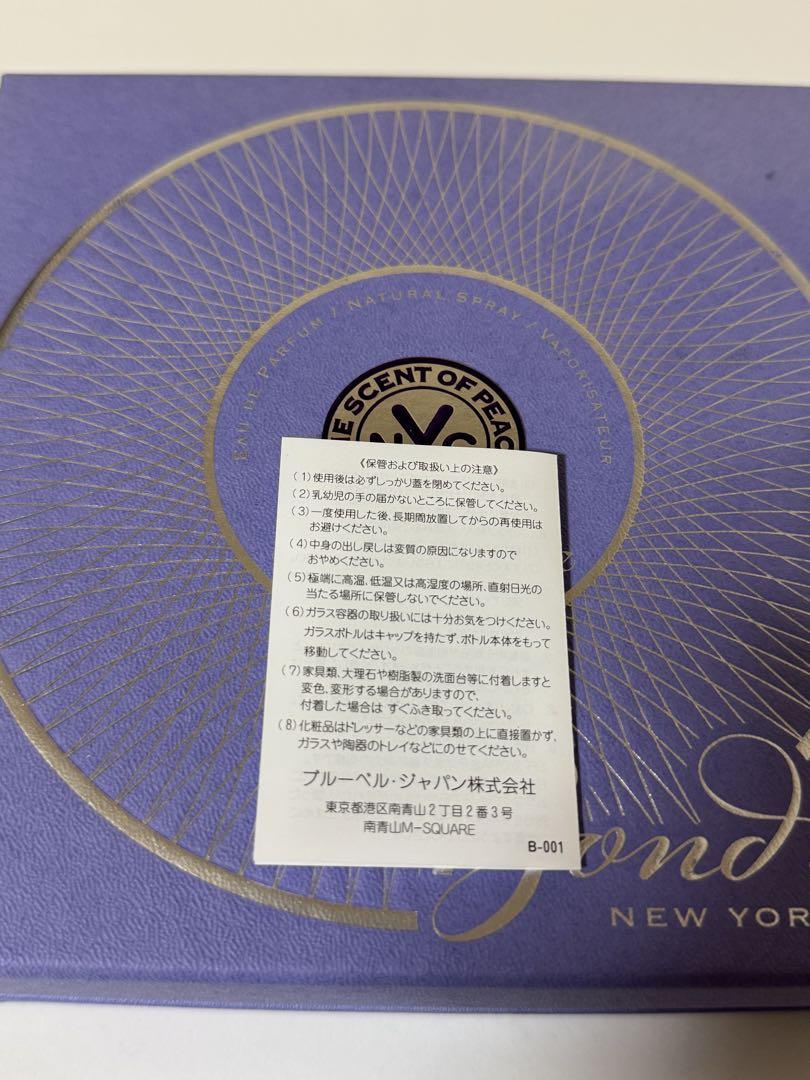 EAU DE PARFUM / NATURAL SPRAY / VAPORISATEUR
THE SCENT OF PEAC
NYC
《保管および取扱い上の注意》
(1)使用後は必ずしっかり蓋を閉めてください。
(2)乳幼児の手の届かないところに保管してください。
(3)一度使用した後、長期間放置してからの再使用は
お避けください。
(4)中身の出し戻しは変質の原因になりますので
おやめください。
(5)極端に高温、低温又は高湿度の場所、直射日光の
当たる場所に保管しないでください。
(6)ガラス容器の取り扱いには十分お気をつけください。
ガラスボトルはキャップを持たず、ボトル本体をもって
移動してください。
(7)家具類、大理石や樹脂製の洗面台等に付着しますと
変色、変形する場合がありますので、
付着した場合は すぐふき取ってください。
(8)化粧品はドレッサーなどの家具類の上に直接置かず、
ガラスや陶器のトレイなどにのせてください。
ブルーベル・ジャパン株式会社
東京都港区南青山2丁目2番3号
南青山M-SQUARE
B-001
Bond
NEW YOR